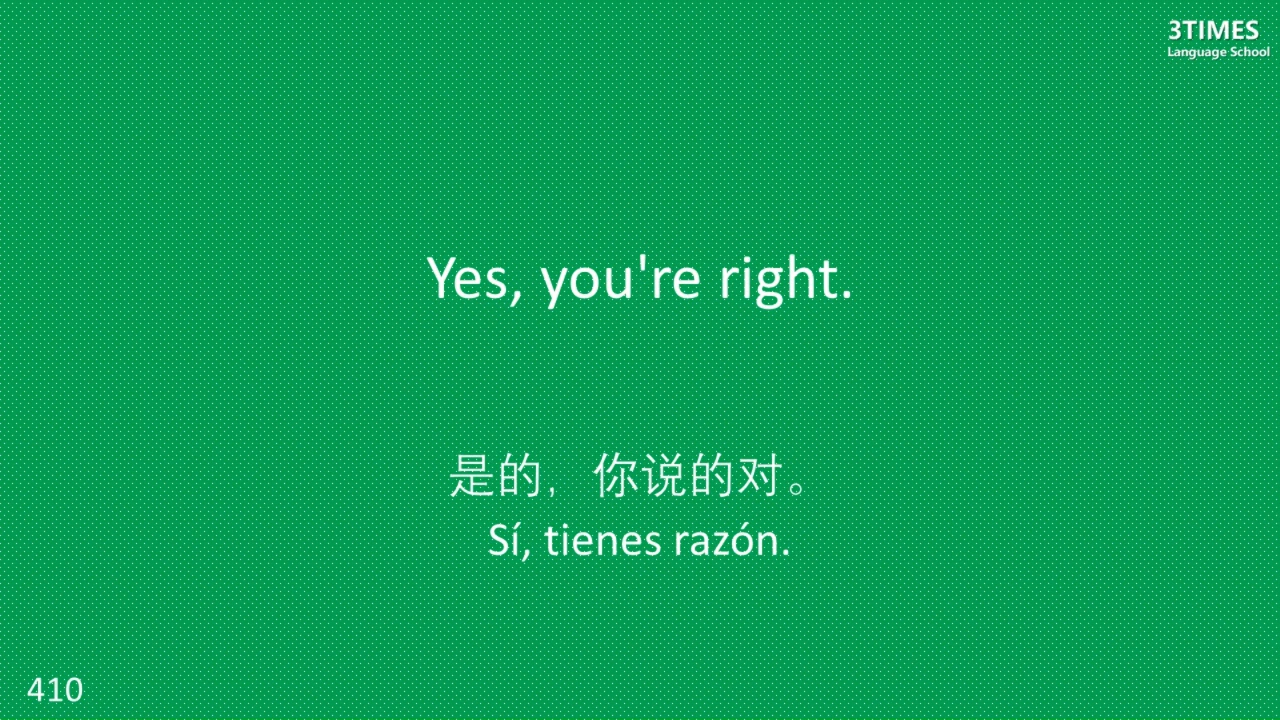 3TIMES
Language School
Yes, you're right.
是的，你说的对。
Sí, tienes razón.
410